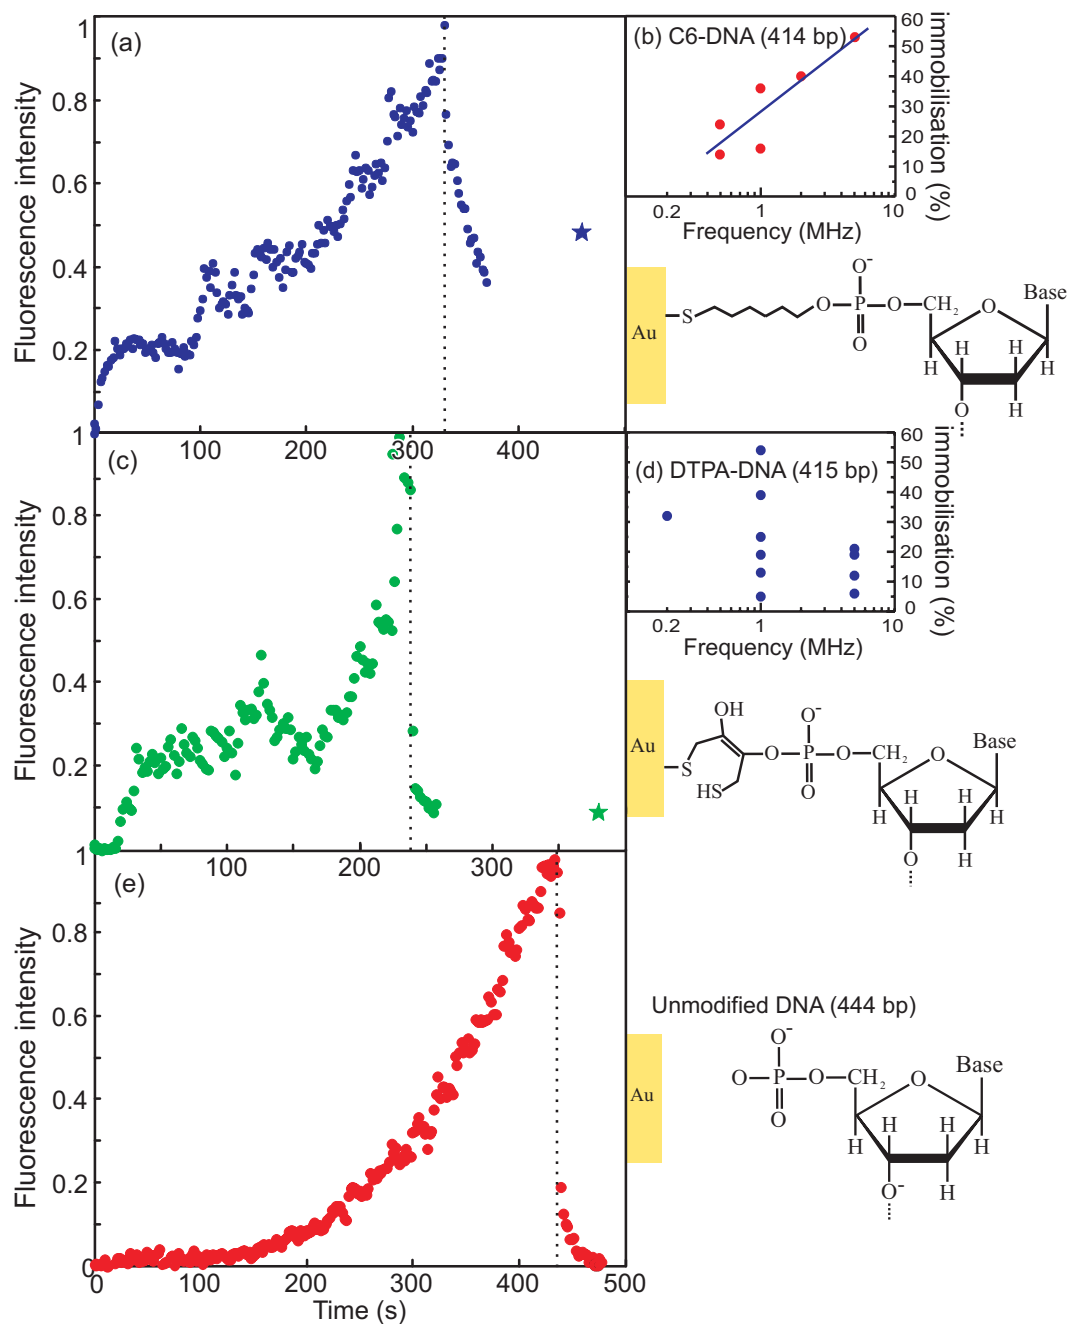 (a)
Fluorescence intensity
1
0.8
0.6
0.4
0.2
0
100
200
300
400
(b) C6-DNA (414 bp)
immobilisation (%)
60
50
40
30
20
10
0
0.2
1
10
Frequency (MHz)
Au
S
O
P
O-
O
O
CH2
O
Base
H
H
H
H
O
(c)
Fluorescence intensity
1
0.8
0.6
0.4
0.2
0
100
200
300
(d) DTPA-DNA (415 bp)
immobilisation (%)
60
50
40
30
20
10
0
0.2
1
10
Frequency (MHz)
Au
S
HS
OH
O
P
O-
O
O
CH2
O
Base
H
H
H
H
O
(e)
Fluorescence intensity
1
0.8
0.6
0.4
0.2
0
0
100
200
300
400
500
Time (s)
Unmodified DNA (444 bp)
Au
O
P
O-
O
O
CH2
O
Base
H
H
H
H
O-